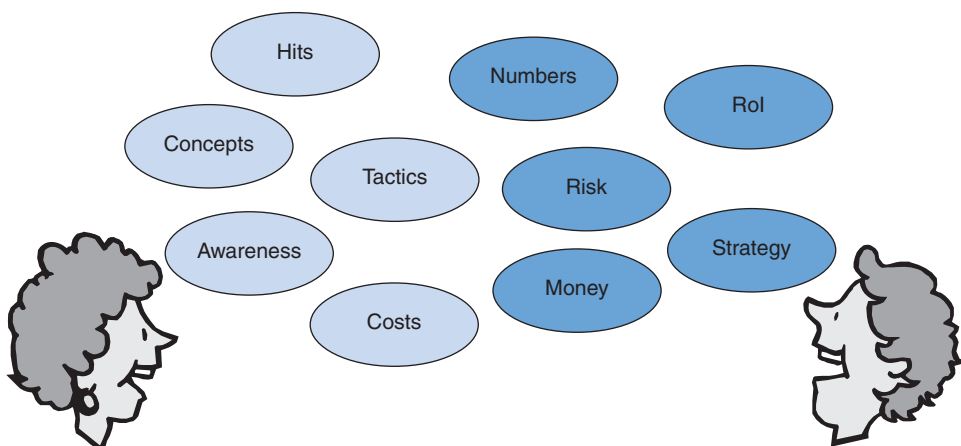 Hits
Numbers
RoI
Concepts
Tactics
Risk
Awareness
Strategy
Money
Costs